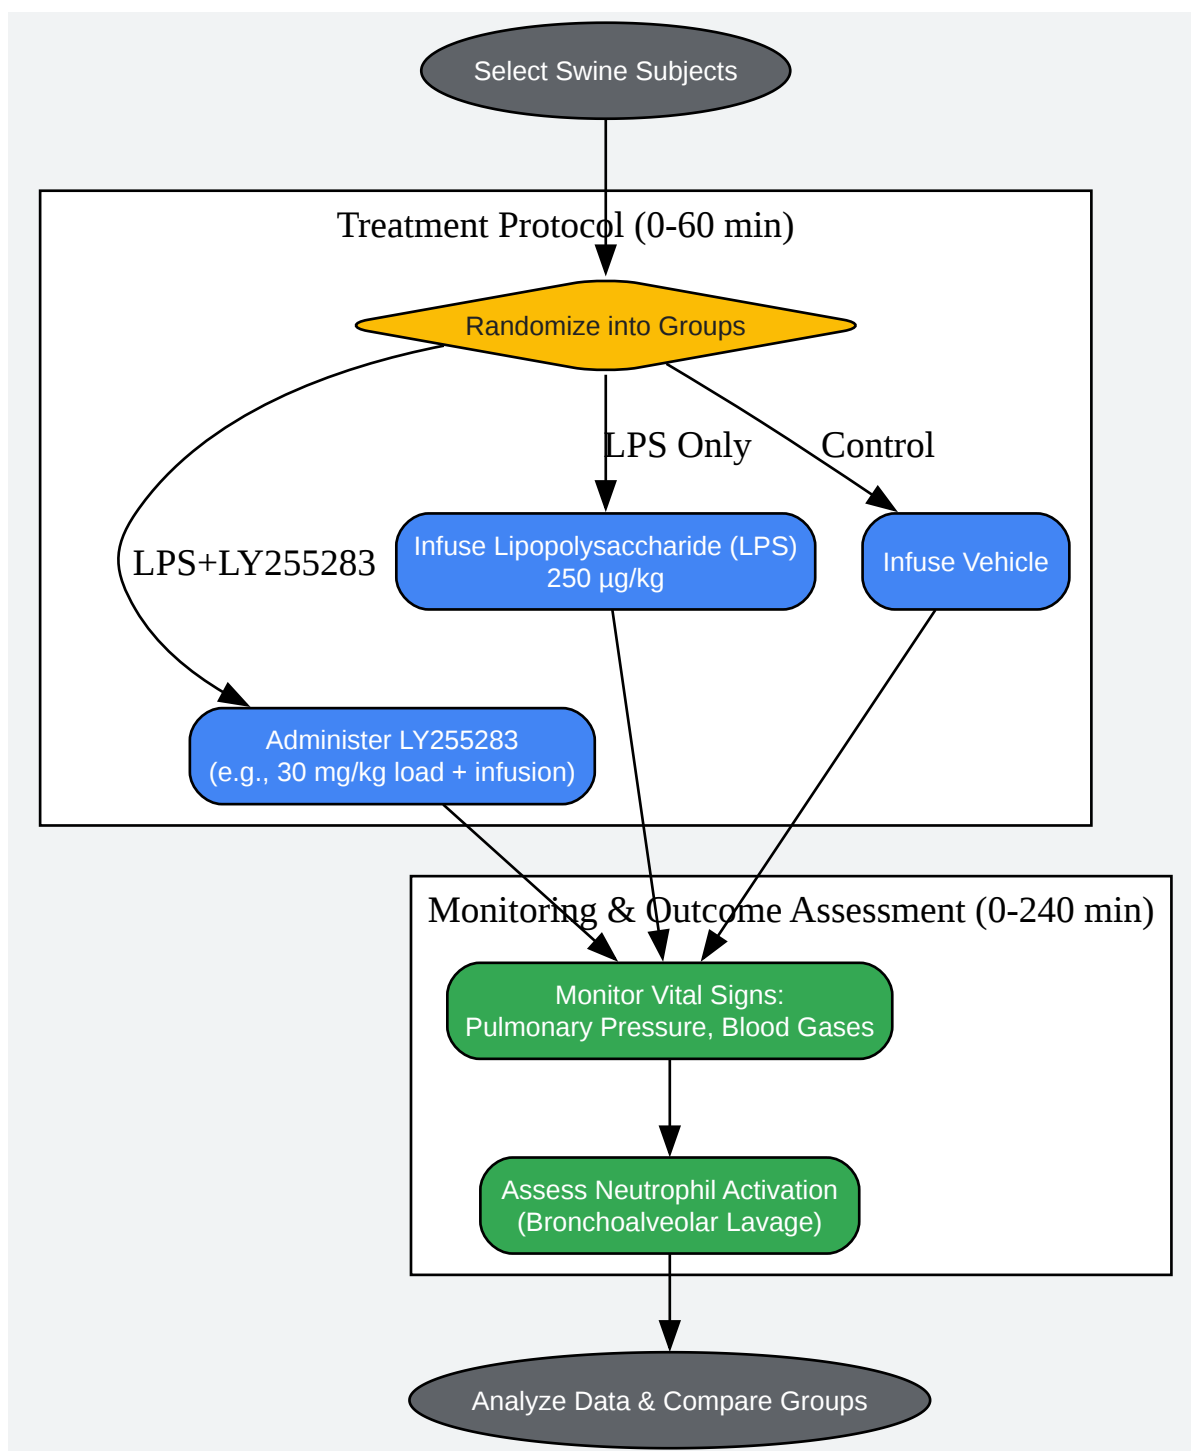 Select Swine Subjects
Treatment Protocol (0-60 min)
Randomize into Groups
LPS Only
Control
Infuse Lipopolysaccharide (LPS)
250 µg/kg
Infuse Vehicle
LPS+LY255283
Administer LY255283
(e.g., 30 mg/kg load + infusion)
Monitoring & Outcome Assessment (0-240 min)
Monitor Vital Signs:
Pulmonary Pressure, Blood Gases
Assess Neutrophil Activation
(Bronchoalveolar Lavage)
Analyze Data & Compare Groups